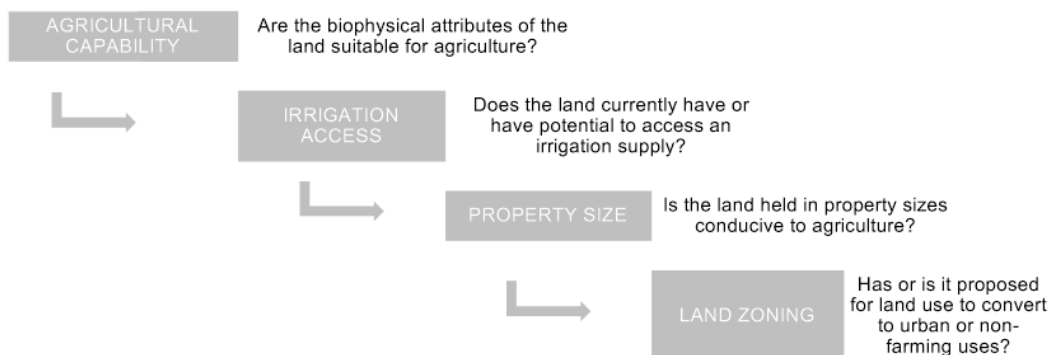 AGRICULTURAL
CAPABILITY
Are the biophysical attributes of the
land suitable for agriculture?
IRRIGATION
ACCESS
Does the land currently have or
have potential to access an
irrigation supply?
PROPERTY SIZE
Is the land held in property sizes
conducive to agriculture?
LAND ZONING
Has or is it proposed
for land use to convert
to urban or non-
farming uses?